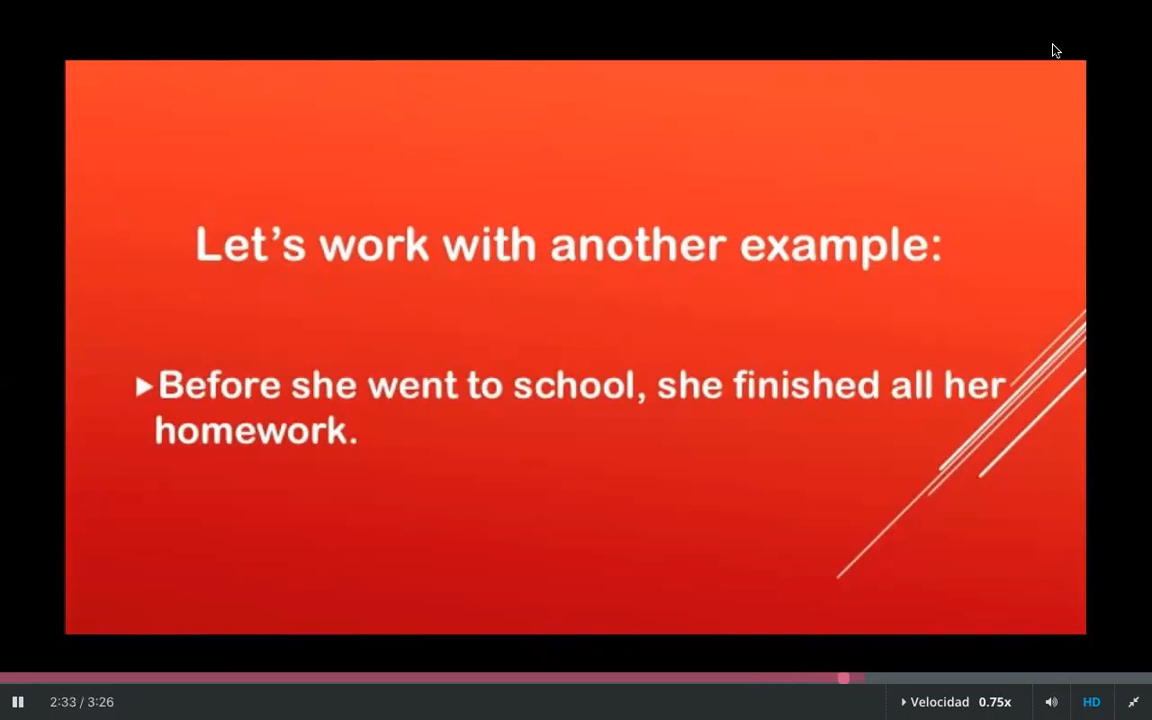 Let's work with another example:
Before she went to school, she finished all her
homework.
2:33 / 3:26
Velocidad 0.75x
HD